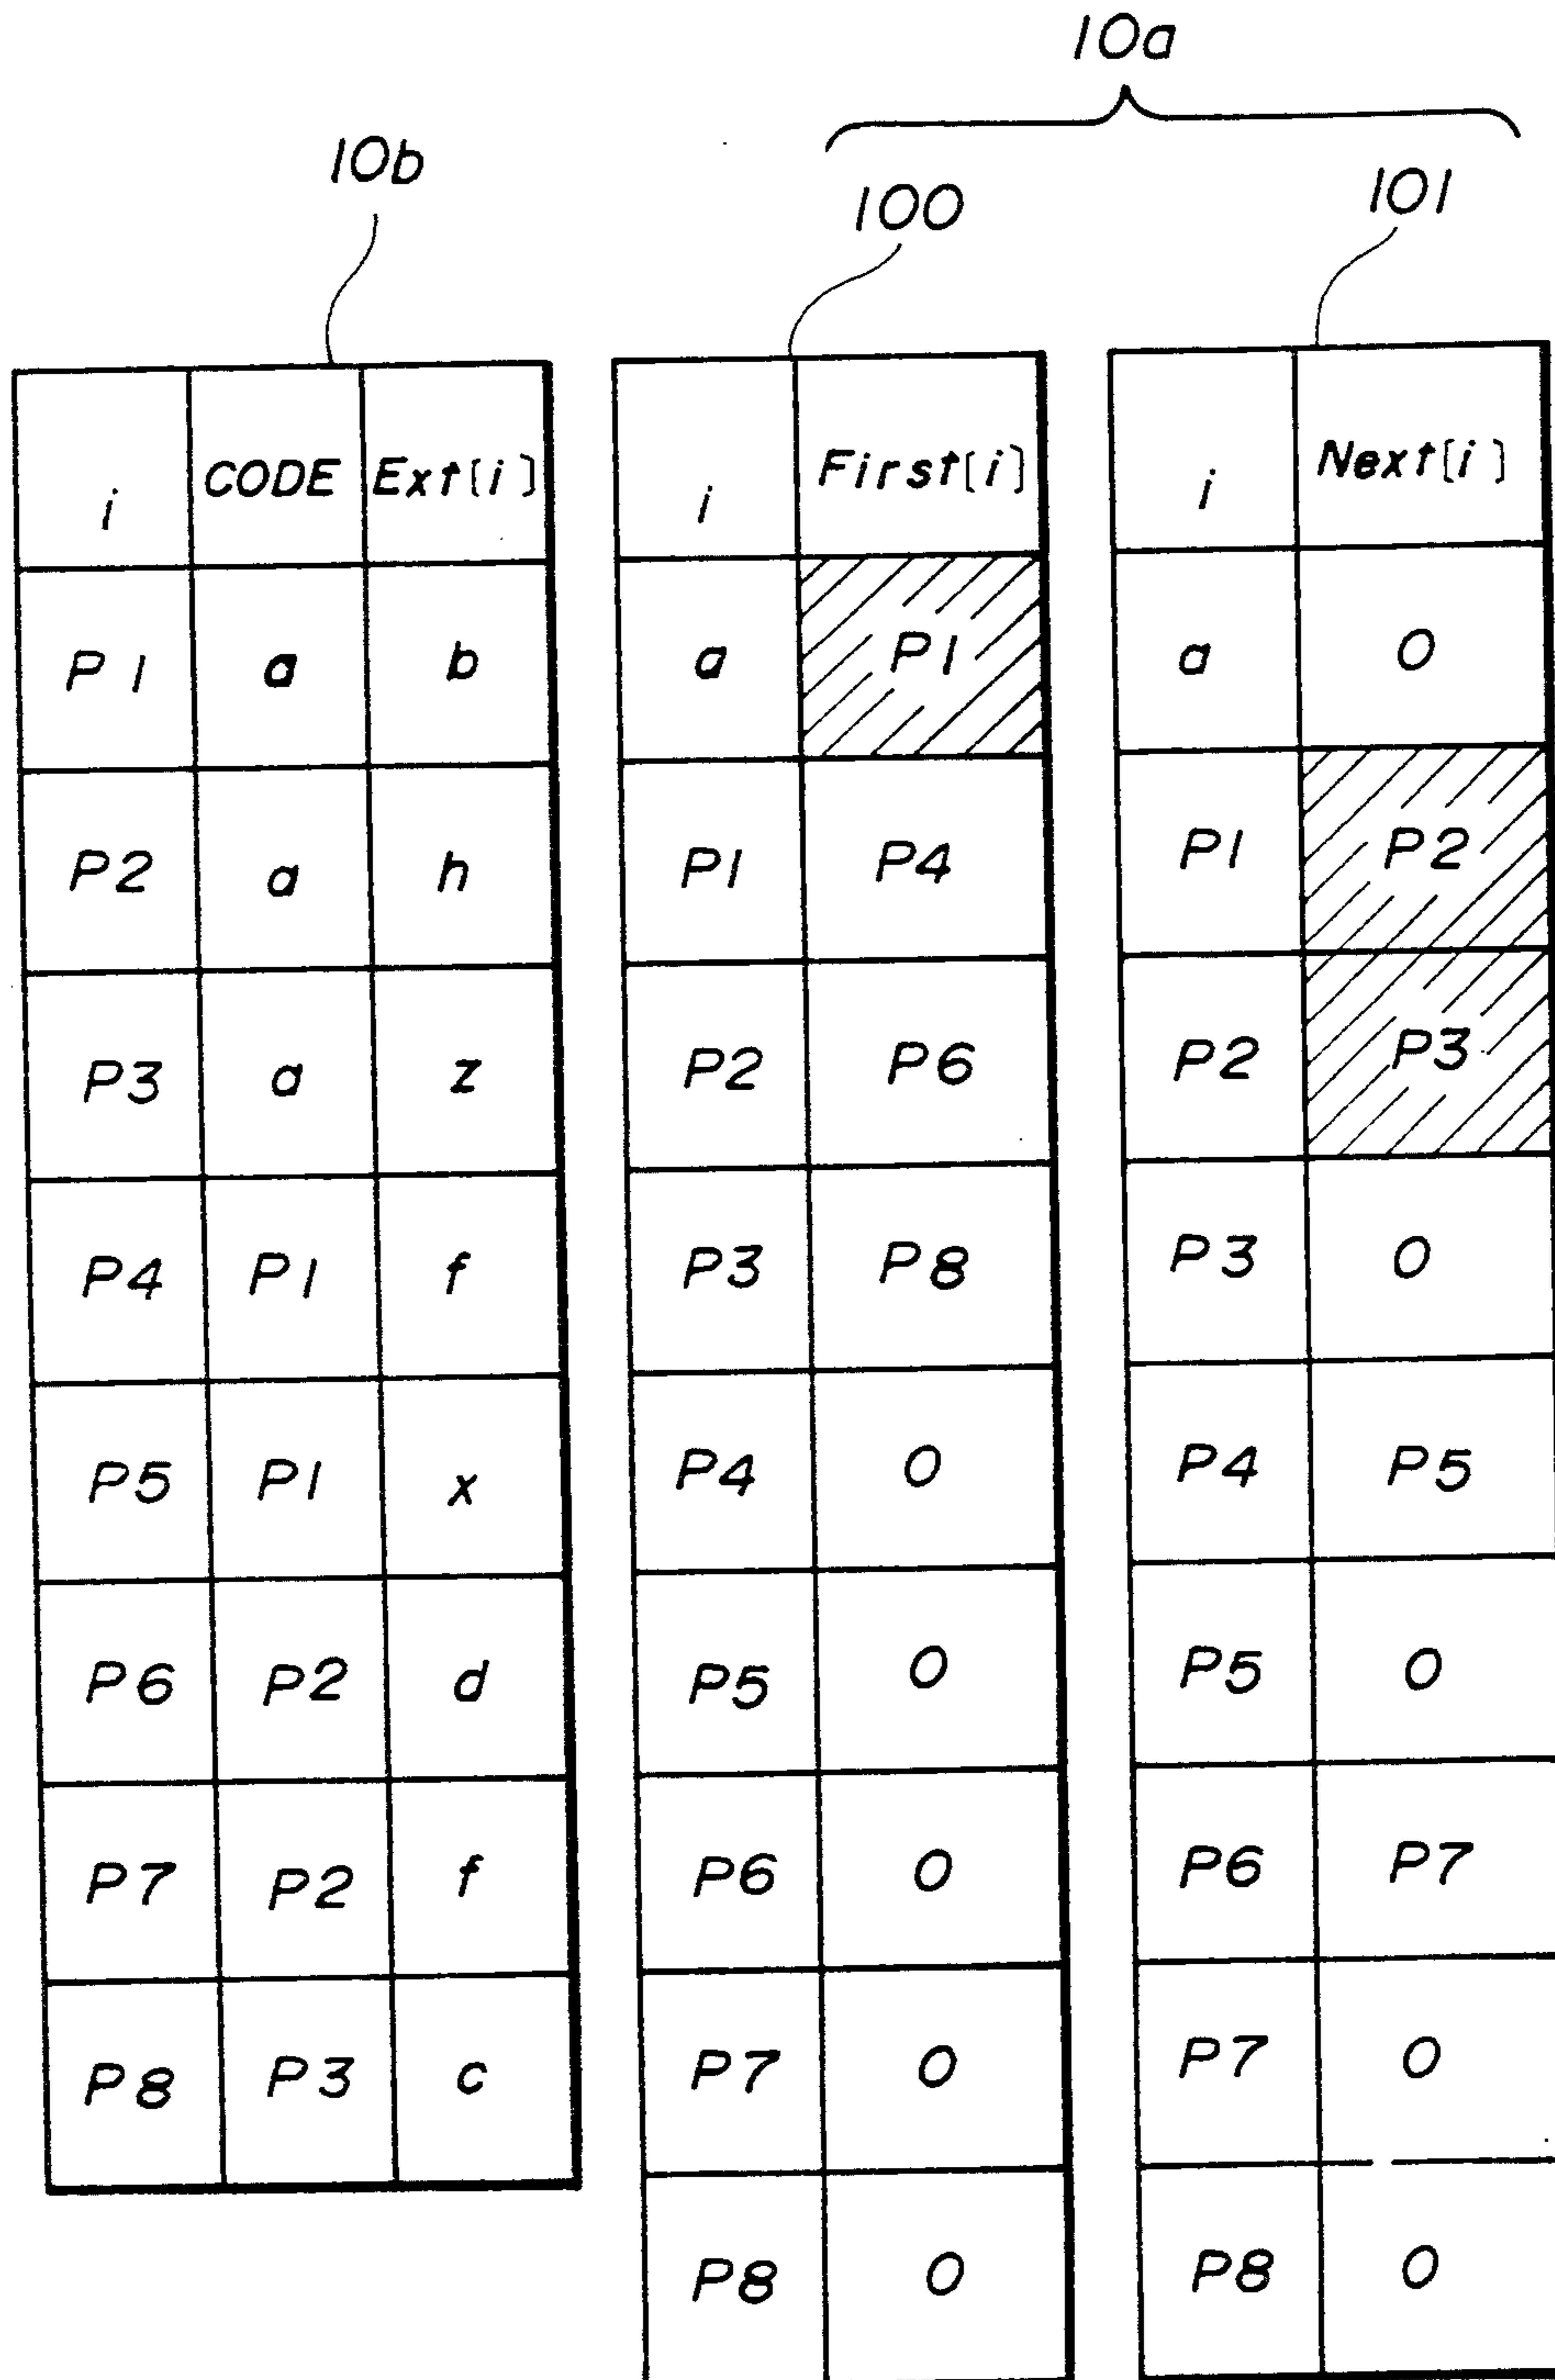 10a
10b
100
101
i CODE Ext[i]
P1 a b
P2 a h
P3 a z
P4 P1 f
P5 P1 x
P6 P2 d
P7 P2 f
P8 P3 c
i First[i]
a P1
P1 P4
P2 P6
P3 P8
P4 0
P5 0
P6 0
P7 0
P8 0
i Next[i]
a 0
P1 P2
P2 P3
P3 0
P4 P5
P5 0
P6 P7
P7 0
P8 0